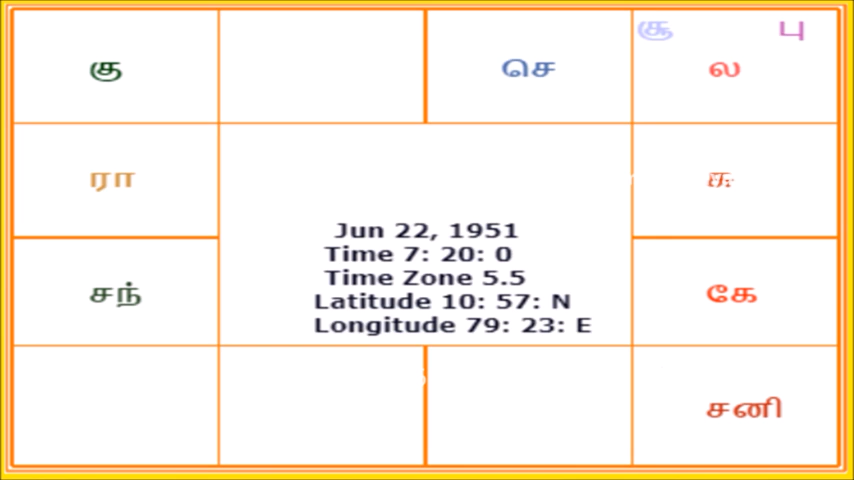 சூ பு
கு செ ல
ரா
Jun 22, 1951
Time 7: 20: 0
Time Zone 5.5
சந் Latitude 10: 57: N கே
Longitude 79: 23: E
சனி